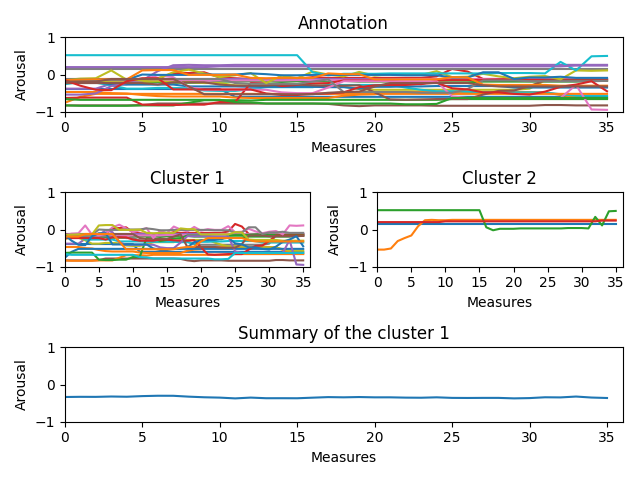 Annotation
Arousal
1
0
−1
0 5 10 15 20 25 30 35
Measures
Cluster 1
Arousal
1
0
−1
0 5 10 15 20 25 30 35
Measures
Cluster 2
Arousal
1
0
−1
0 5 10 15 20 25 30 35
Measures
Summary of the cluster 1
Arousal
1
0
−1
0 5 10 15 20 25 30 35
Measures